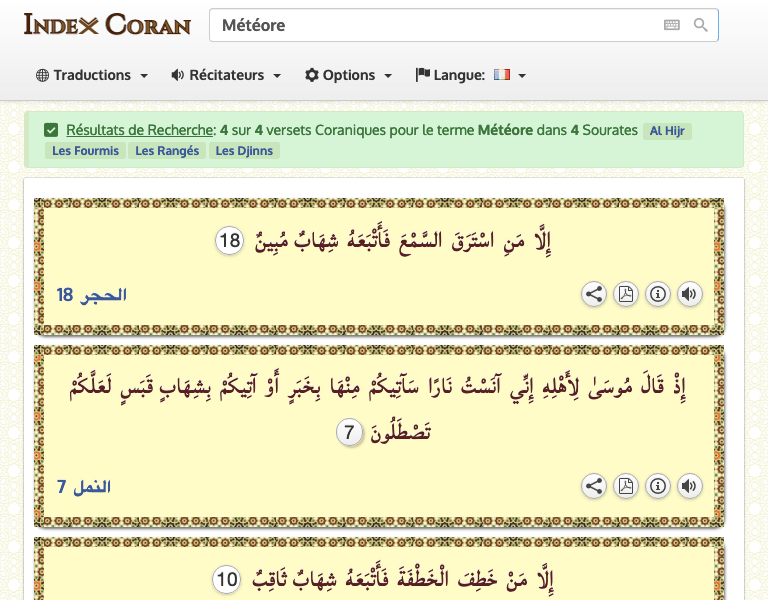 Index Coran
Météore
Traductions Récitateurs Options Langue:
Résultats de Recherche: 4 sur 4 versets Coraniques pour le terme Météore dans 4 Sourates Al Hijr
Les Fourmis Les Rangés Les Djinns
إِلَّا مَنِ اسْتَرَقَ السَّمْعَ فَأَتْبَعَهُ شِهَابٌ مُبِينٌ 18
الحجر 18
إِذْ قَالَ مُوسَىٰ لِأَهْلِهِ إِنِّي آنَسْتُ نَارًا سَآتِيكُمْ مِنْهَا بِخَبَرٍ أَوْ آتِيكُمْ بِشِهَابٍ قَبَسٍ لَعَلَّكُمْ
تَصْطَلُونَ 7
النمل 7
إِلَّا مَنْ خَطِفَ الْخَطْفَةَ فَأَتْبَعَهُ شِهَابٌ ثَاقِبٌ 10